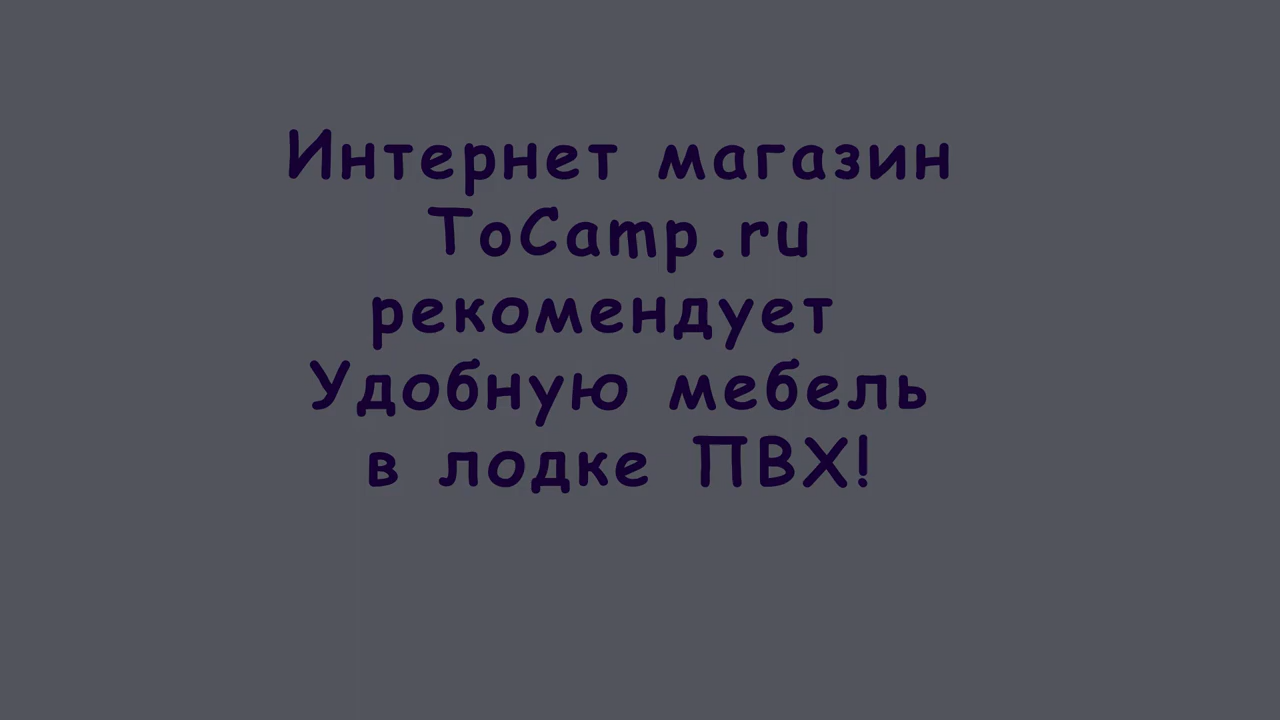 Интернет магазин
ToCamp.ru
рекомендует
Удобную мебель
в лодке ПВХ!